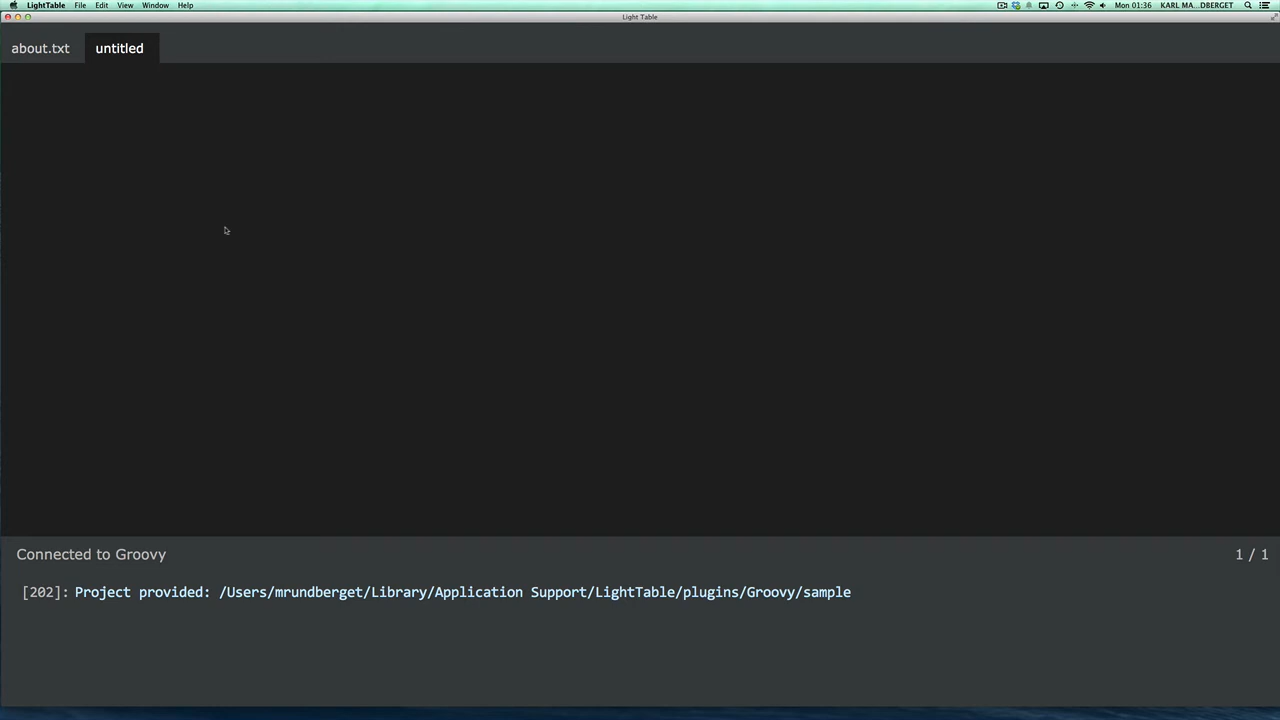 LightTable File Edit View Window Help Mon 01:36 KARL MA...DBERGET
Light Table
about.txt untitled
Connected to Groovy 1 / 1
[202]: Project provided: /Users/mrundberget/Library/Application Support/LightTable/plugins/Groovy/sample